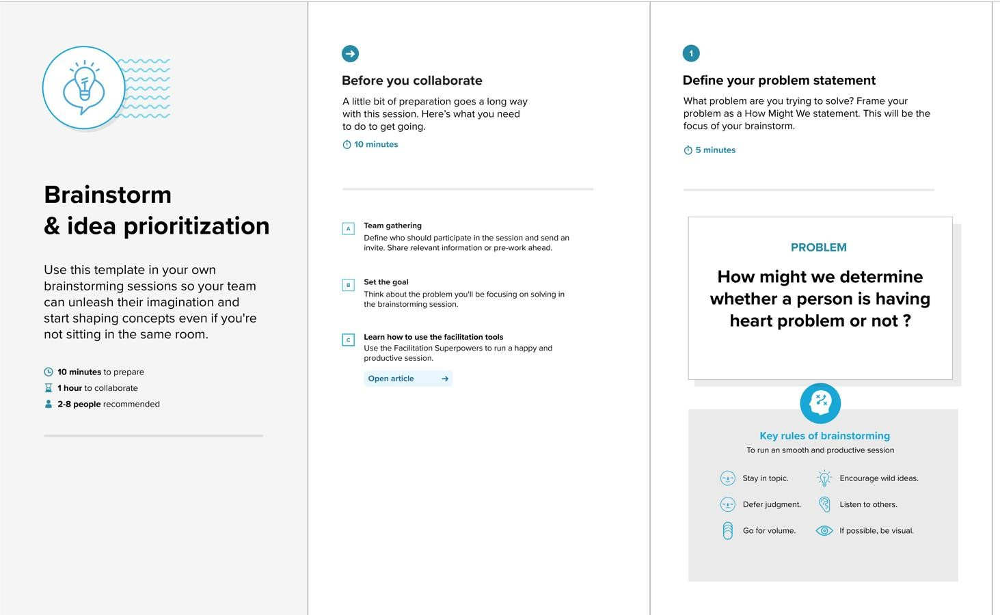 Brainstorm
& idea prioritization
Use this template in your own
brainstorming sessions so your team
can unleash their imagination and
start shaping concepts even if you're
not sitting in the same room.
10 minutes to prepare
1 hour to collaborate
2-8 people recommended
Before you collaborate
A little bit of preparation goes a long way
with this session. Here’s what you need
to do to get going.
10 minutes
A
Team gathering
Define who should participate in the session and send an
invite. Share relevant information or pre-work ahead.
B
Set the goal
Think about the problem you'll be focusing on solving in
the brainstorming session.
C
Learn how to use the facilitation tools
Use the Facilitation Superpowers to run a happy and
productive session.
Open article
1
Define your problem statement
What problem are you trying to solve? Frame your
problem as a How Might We statement. This will be the
focus of your brainstorm.
5 minutes
PROBLEM
How might we determine
whether a person is having
heart problem or not ?
Key rules of brainstorming
To run an smooth and productive session
Stay in topic.
Encourage wild ideas.
Defer judgment.
Listen to others.
Go for volume.
If possible, be visual.